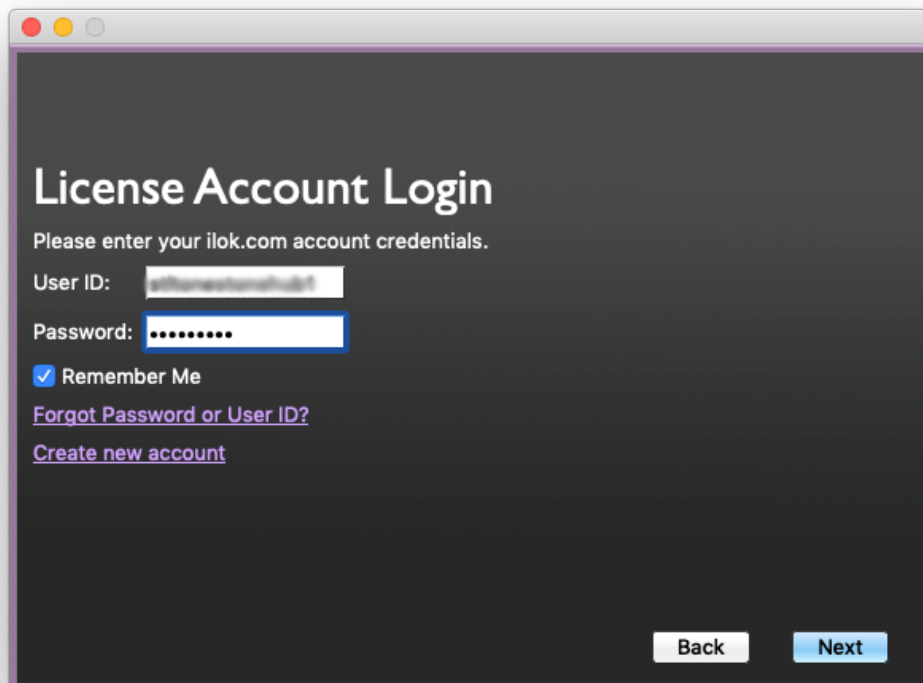 License Account Login
Please enter your ilok.com account credentials.
User ID:
Password: •••••••••
Remember Me
Forgot Password or User ID?
Create new account
Back Next